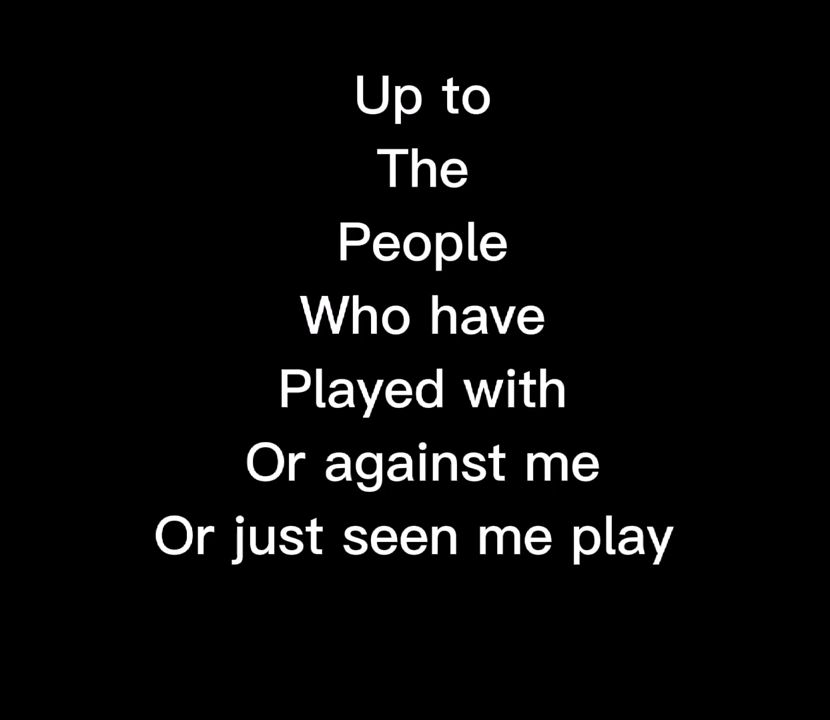 Up to
The
People
Who have
Played with
Or against me
Or just seen me play